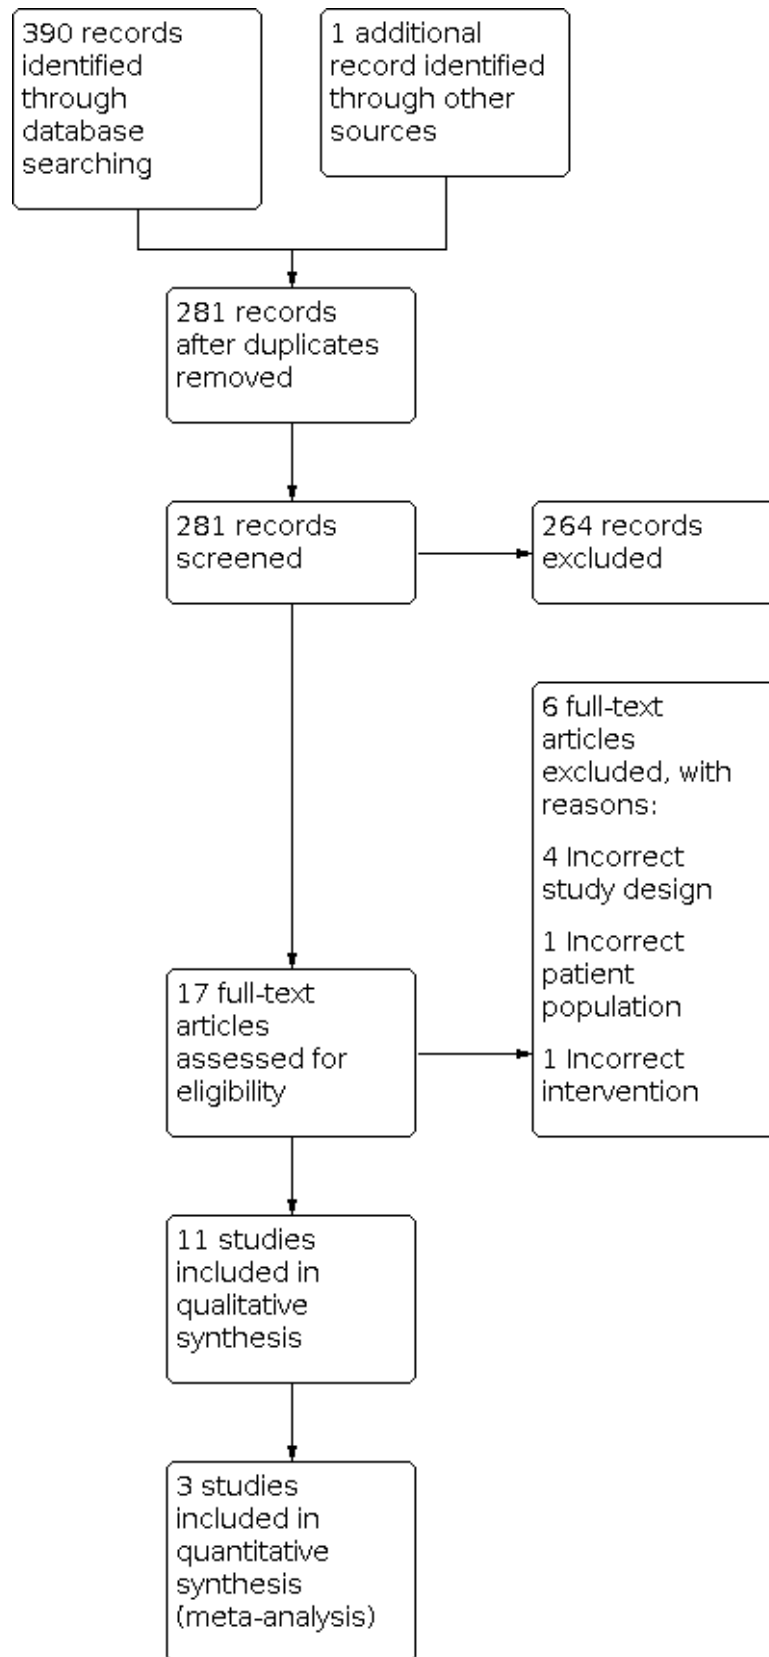 390 records
identified
through
database
searching
1 additional
record identified
through other
sources
281 records
after duplicates
removed
281 records
screened
264 records
excluded
6 full-text
articles
excluded, with
reasons:
4 Incorrect
study design
1 Incorrect
patient
population
1 Incorrect
intervention
17 full-text
articles
assessed for
eligibility
11 studies
included in
qualitative
synthesis
3 studies
included in
quantitative
synthesis
(meta-analysis)